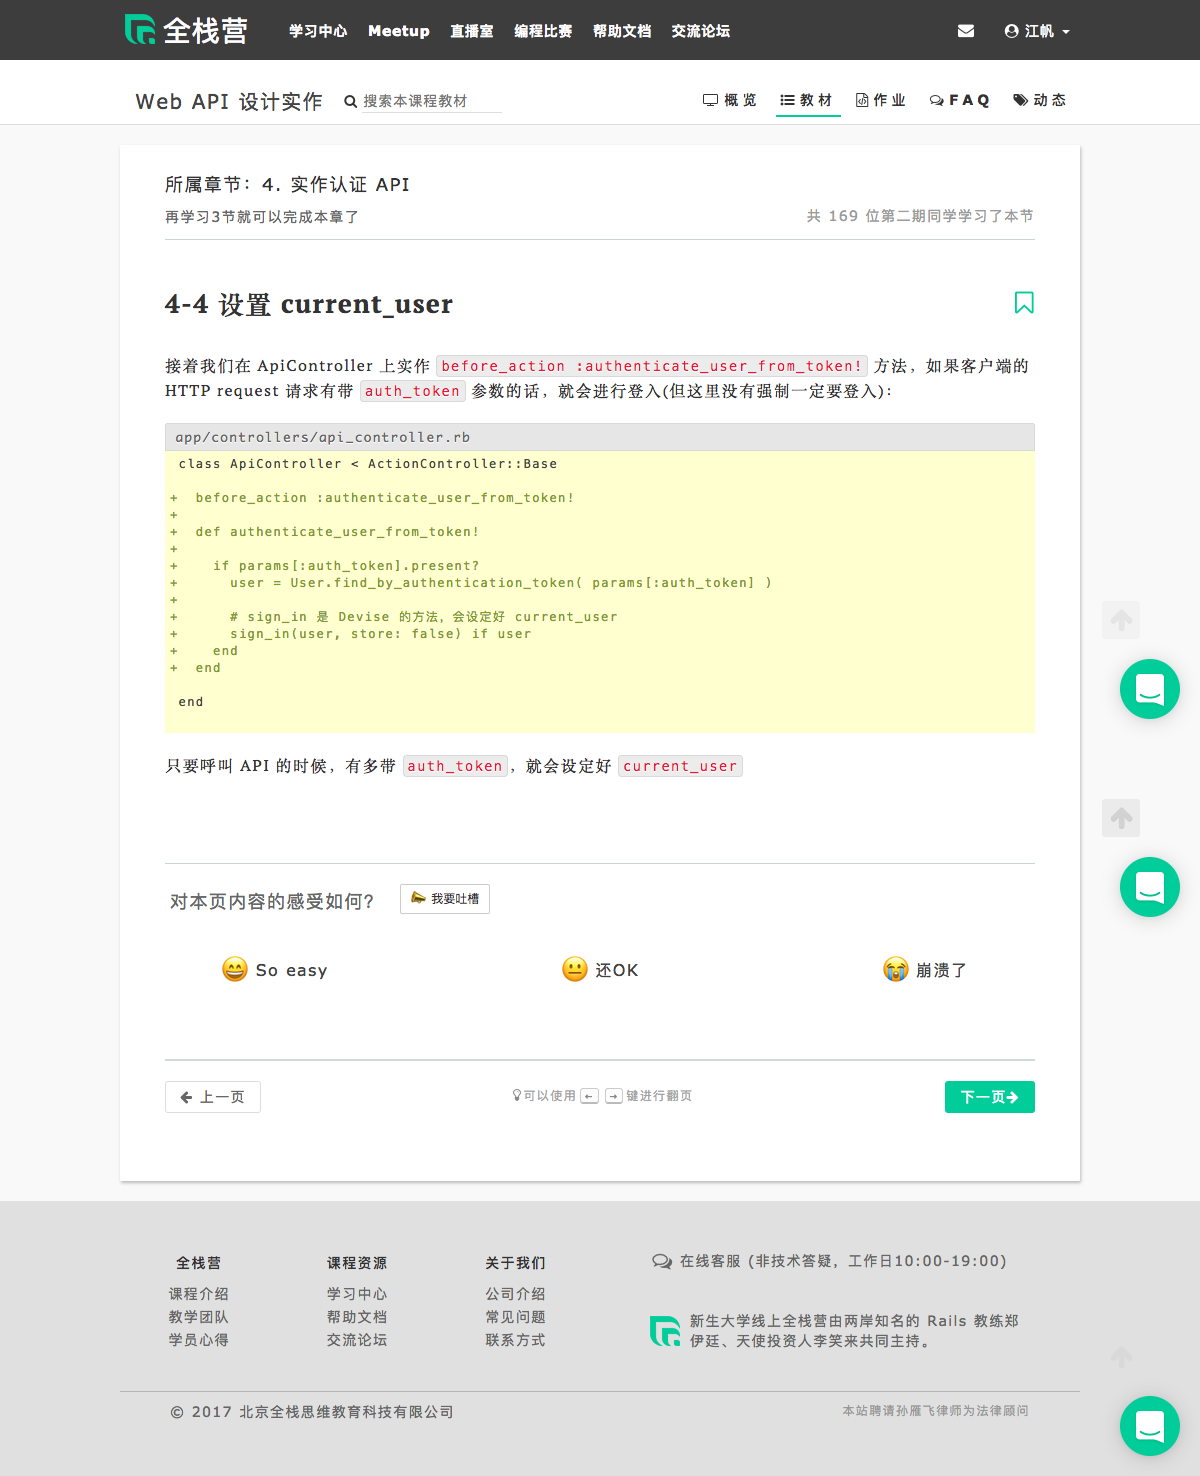 全栈营 学习中心 Meetup 直播室 编程比赛 帮助文档 交流论坛 江帆
Web API 设计实作 搜索本课程教材 概览 教材 作业 FAQ 动态
所属章节：4. 实作认证 API
再学习3节就可以完成本章了 共 169 位第二期同学学习了本节
4-4 设置 current_user
接着我们在 ApiController 上实作 before_action :authenticate_user_from_token! 方法，如果客户端的
HTTP request 请求有带 auth_token 参数的话，就会进行登入(但这里没有强制一定要登入)：
app/controllers/api_controller.rb
class ApiController < ActionController::Base
+  before_action :authenticate_user_from_token!
+
+  def authenticate_user_from_token!
+
+    if params[:auth_token].present?
+      user = User.find_by_authentication_token( params[:auth_token] )
+
+      # sign_in 是 Devise 的方法，会设定好 current_user
+      sign_in(user, store: false) if user
+    end
+  end
end
只要呼叫 API 的时候，有多带 auth_token，就会设定好 current_user
对本页内容的感受如何？ 我要吐槽
So easy 还OK 崩溃了
上一页 可以使用 ← → 键进行翻页 下一页
全栈营 课程资源 关于我们 在线客服 (非技术答疑，工作日10:00-19:00)
课程介绍 学习中心 公司介绍
教学团队 帮助文档 常见问题 新生大学线上全栈营由两岸知名的 Rails 教练郑
学员心得 交流论坛 联系方式 伊廷、天使投资人李笑来共同主持。
© 2017 北京全栈思维教育科技有限公司 本站聘请孙雁飞律师为法律顾问